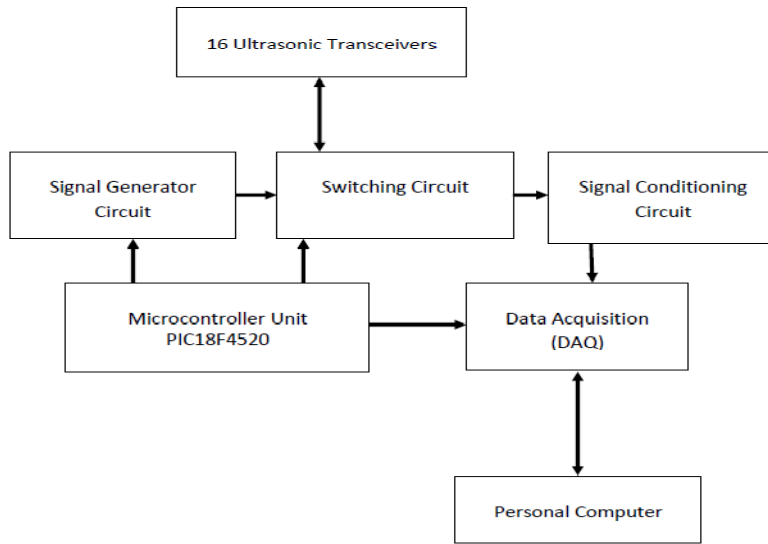 16 Ultrasonic Transceivers
Signal Generator
Circuit
Switching Circuit
Signal Conditioning
Circuit
Microcontroller Unit
PIC18F4520
Data Acquisition
(DAQ)
Personal Computer